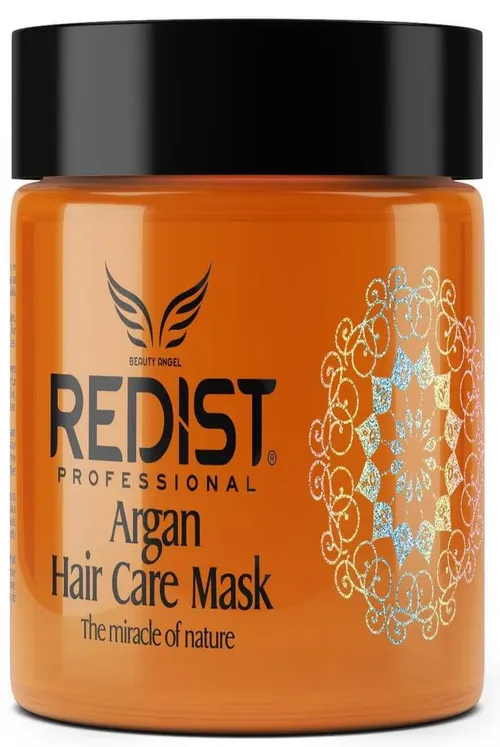 BEAUTY ANGEL
REDIST®
PROFESSIONAL
Argan
Hair Care Mask
The miracle of nature